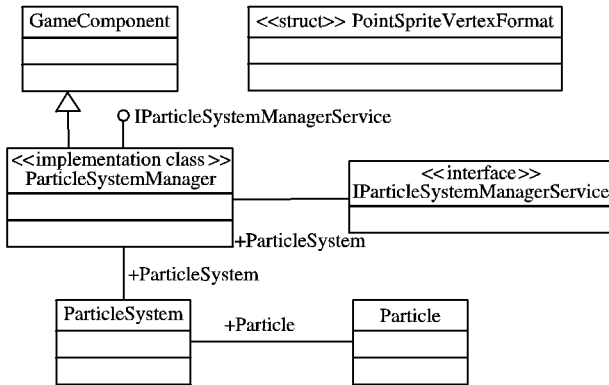 GameComponent
<<struct>> PointSpriteVertexFormat
IParticleSystemManagerService
<<implementation class>>
ParticleSystemManager
<<interface>>
IParticleSystemManagerService
+ParticleSystem
+ParticleSystem
ParticleSystem
+Particle
Particle